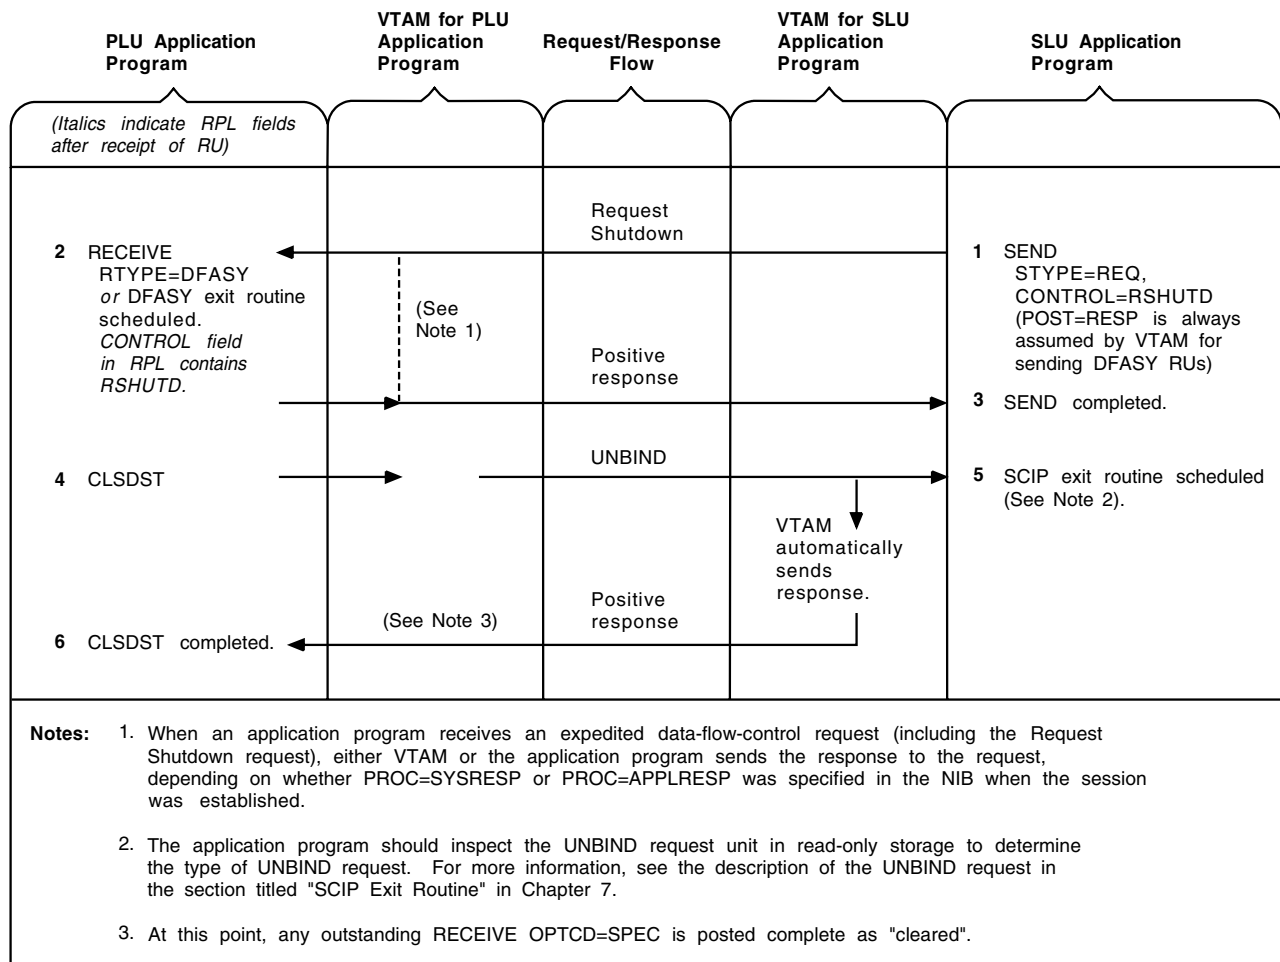 PLU Application
Program
VTAM for PLU
Application
Program
Request/Response
Flow
VTAM for SLU
Application
Program
SLU Application
Program
(Italics indicate RPL fields
after receipt of RU)
Request
Shutdown
2 RECEIVE
RTYPE=DFASY
or DFASY exit routine
scheduled.
CONTROL field
in RPL contains
RSHUTD.
(See
Note 1)
Positive
response
1 SEND
STYPE=REQ,
CONTROL=RSHUTD
(POST=RESP is always
assumed by VTAM for
sending DFASY RUs)
3 SEND completed.
4 CLSDST
UNBIND
5 SCIP exit routine scheduled
(See Note 2).
VTAM
automatically
sends
response.
6 CLSDST completed.
(See Note 3)
Positive
response
Notes: 1. When an application program receives an expedited data-flow-control request (including the Request
Shutdown request), either VTAM or the application program sends the response to the request,
depending on whether PROC=SYSRESP or PROC=APPLRESP was specified in the NIB when the session
was established.
2. The application program should inspect the UNBIND request unit in read-only storage to determine
the type of UNBIND request. For more information, see the description of the UNBIND request in
the section titled "SCIP Exit Routine" in Chapter 7.
3. At this point, any outstanding RECEIVE OPTCD=SPEC is posted complete as "cleared".